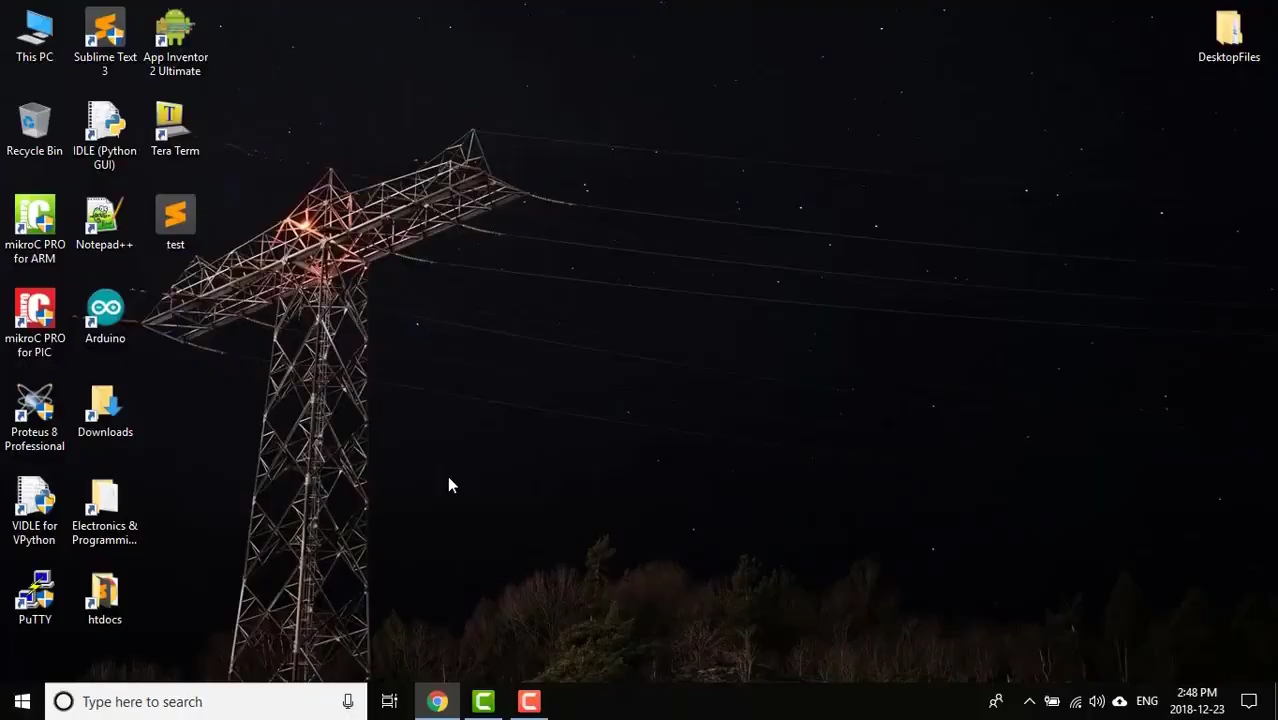 This PC
Sublime Text
3
App Inventor
2 Ultimate
DesktopFiles
Recycle Bin
IDLE (Python
GUI)
T
Tera Term
mikroC PRO
for ARM
Notepad++
test
mikroC PRO
for PIC
Arduino
Proteus 8
Professional
Downloads
VIDLE for
VPython
Electronics &
Programmi...
PuTTY
htdocs
Type here to search
ENG
2:48 PM
2018-12-23